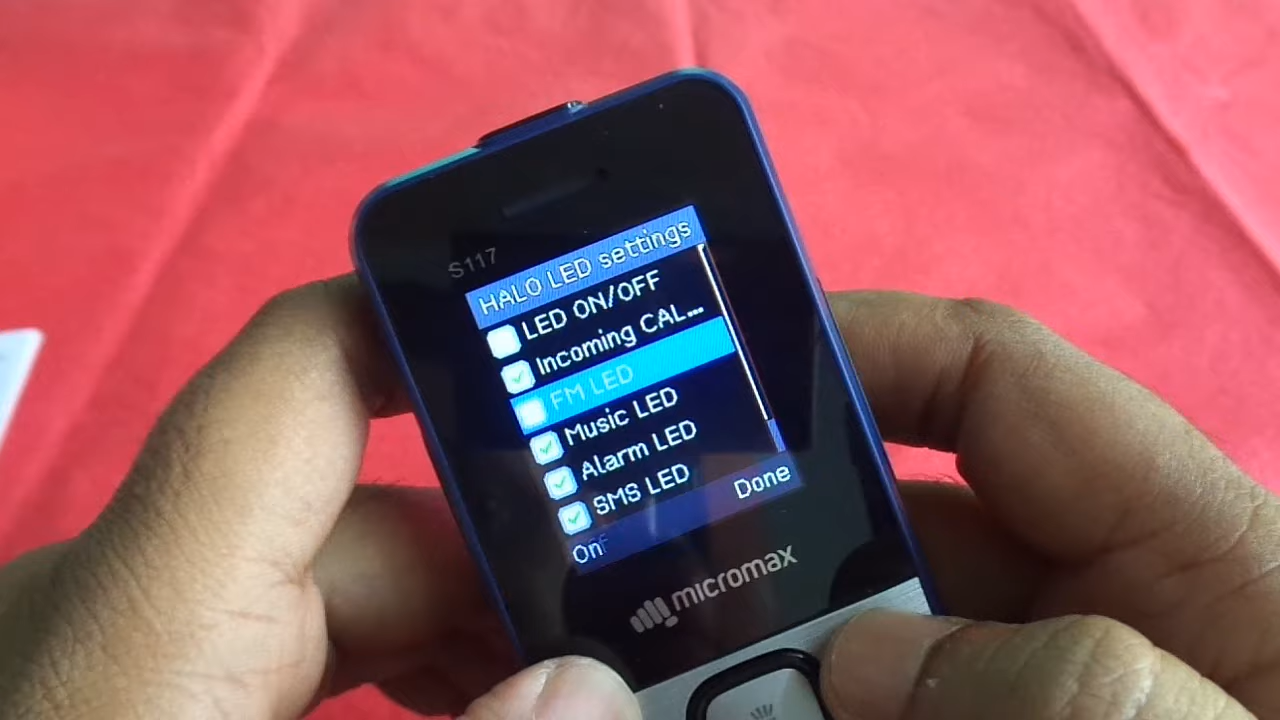 S117
HALO LED settings
LED ON/OFF
Incoming CAL...
FM LED
Music LED
Alarm LED
SMS LED
On Done
micromax